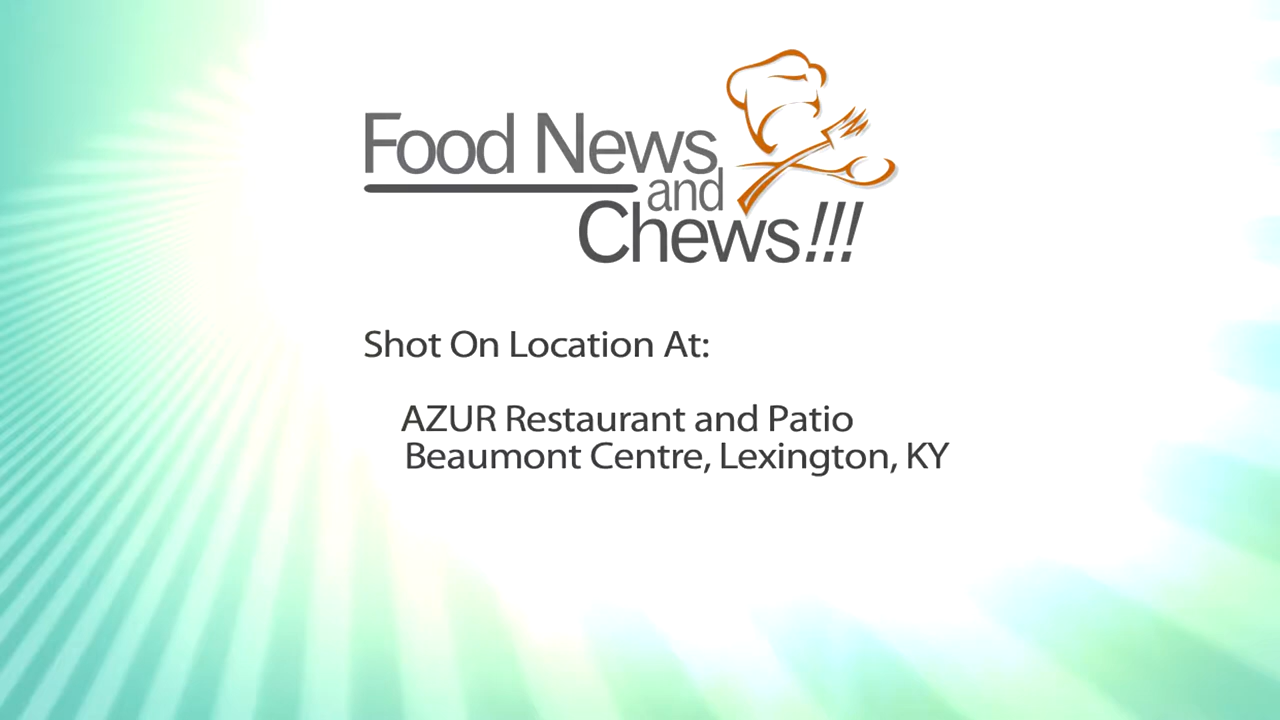 Food News
and
Chews!!!
Shot On Location At:
AZUR Restaurant and Patio
Beaumont Centre, Lexington, KY